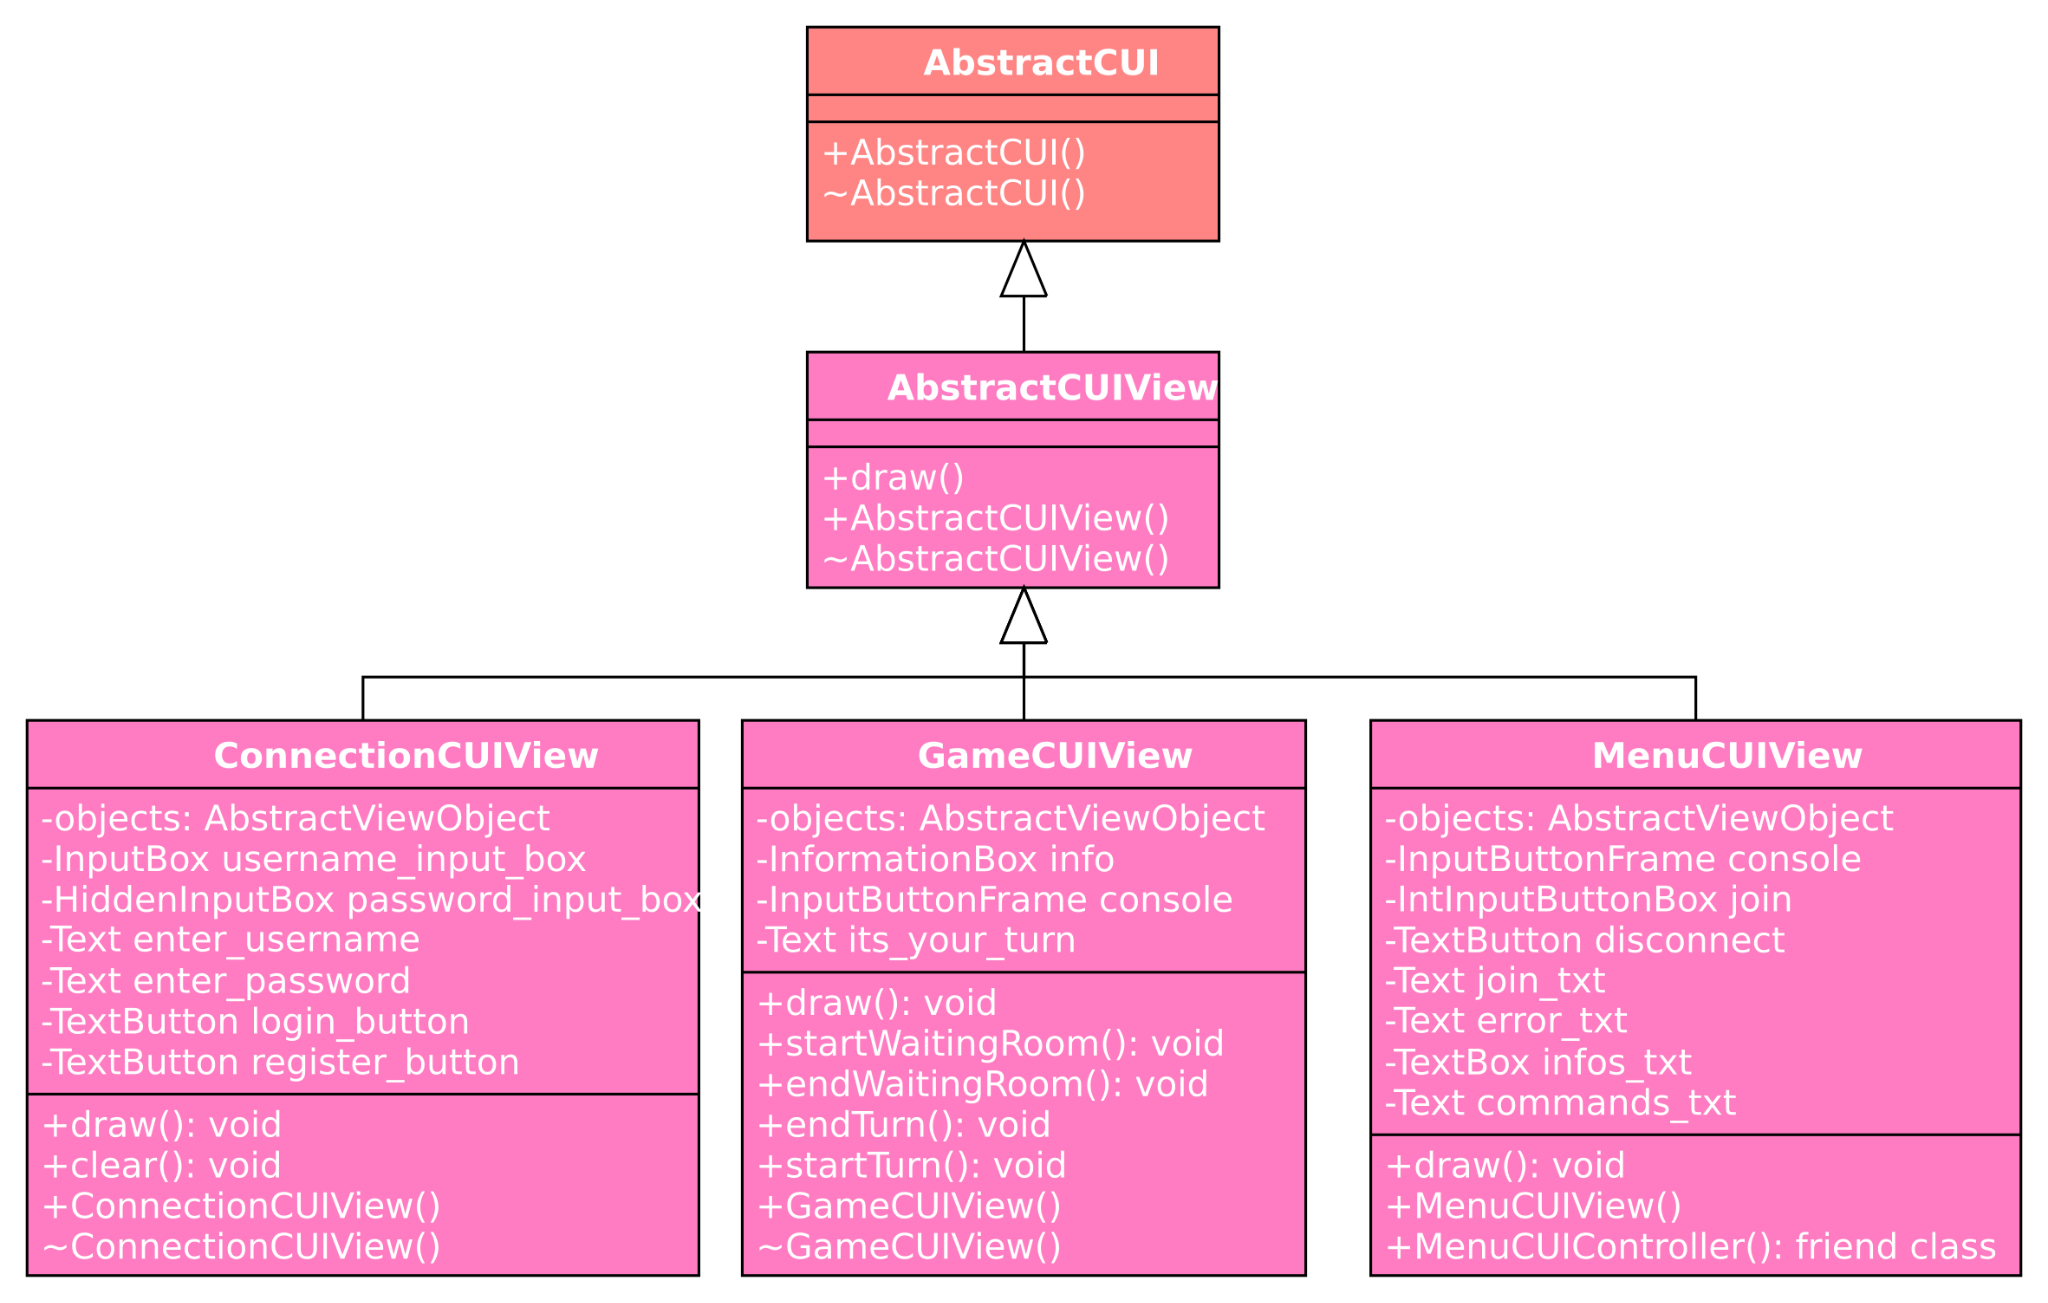 AbstractCUI
+AbstractCUI()
~AbstractCUI()
AbstractCUIView
+draw()
+AbstractCUIView()
~AbstractCUIView()
ConnectionCUIView
-objects: AbstractViewObject
-InputBox username_input_box
-HiddenInputBox password_input_box
-Text enter_username
-Text enter_password
-TextButton login_button
-TextButton register_button
+draw(): void
+clear(): void
+ConnectionCUIView()
~ConnectionCUIView()
GameCUIView
-objects: AbstractViewObject
-InformationBox info
-InputButtonFrame console
-Text its_your_turn
+draw(): void
+startWaitingRoom(): void
+endWaitingRoom(): void
+endTurn(): void
+startTurn(): void
+GameCUIView()
~GameCUIView()
MenuCUIView
-objects: AbstractViewObject
-InputButtonFrame console
-IntInputButtonBox join
-TextButton disconnect
-Text join_txt
-Text error_txt
-TextBox infos_txt
-Text commands_txt
+draw(): void
+MenuCUIView()
+MenuCUIController(): friend class